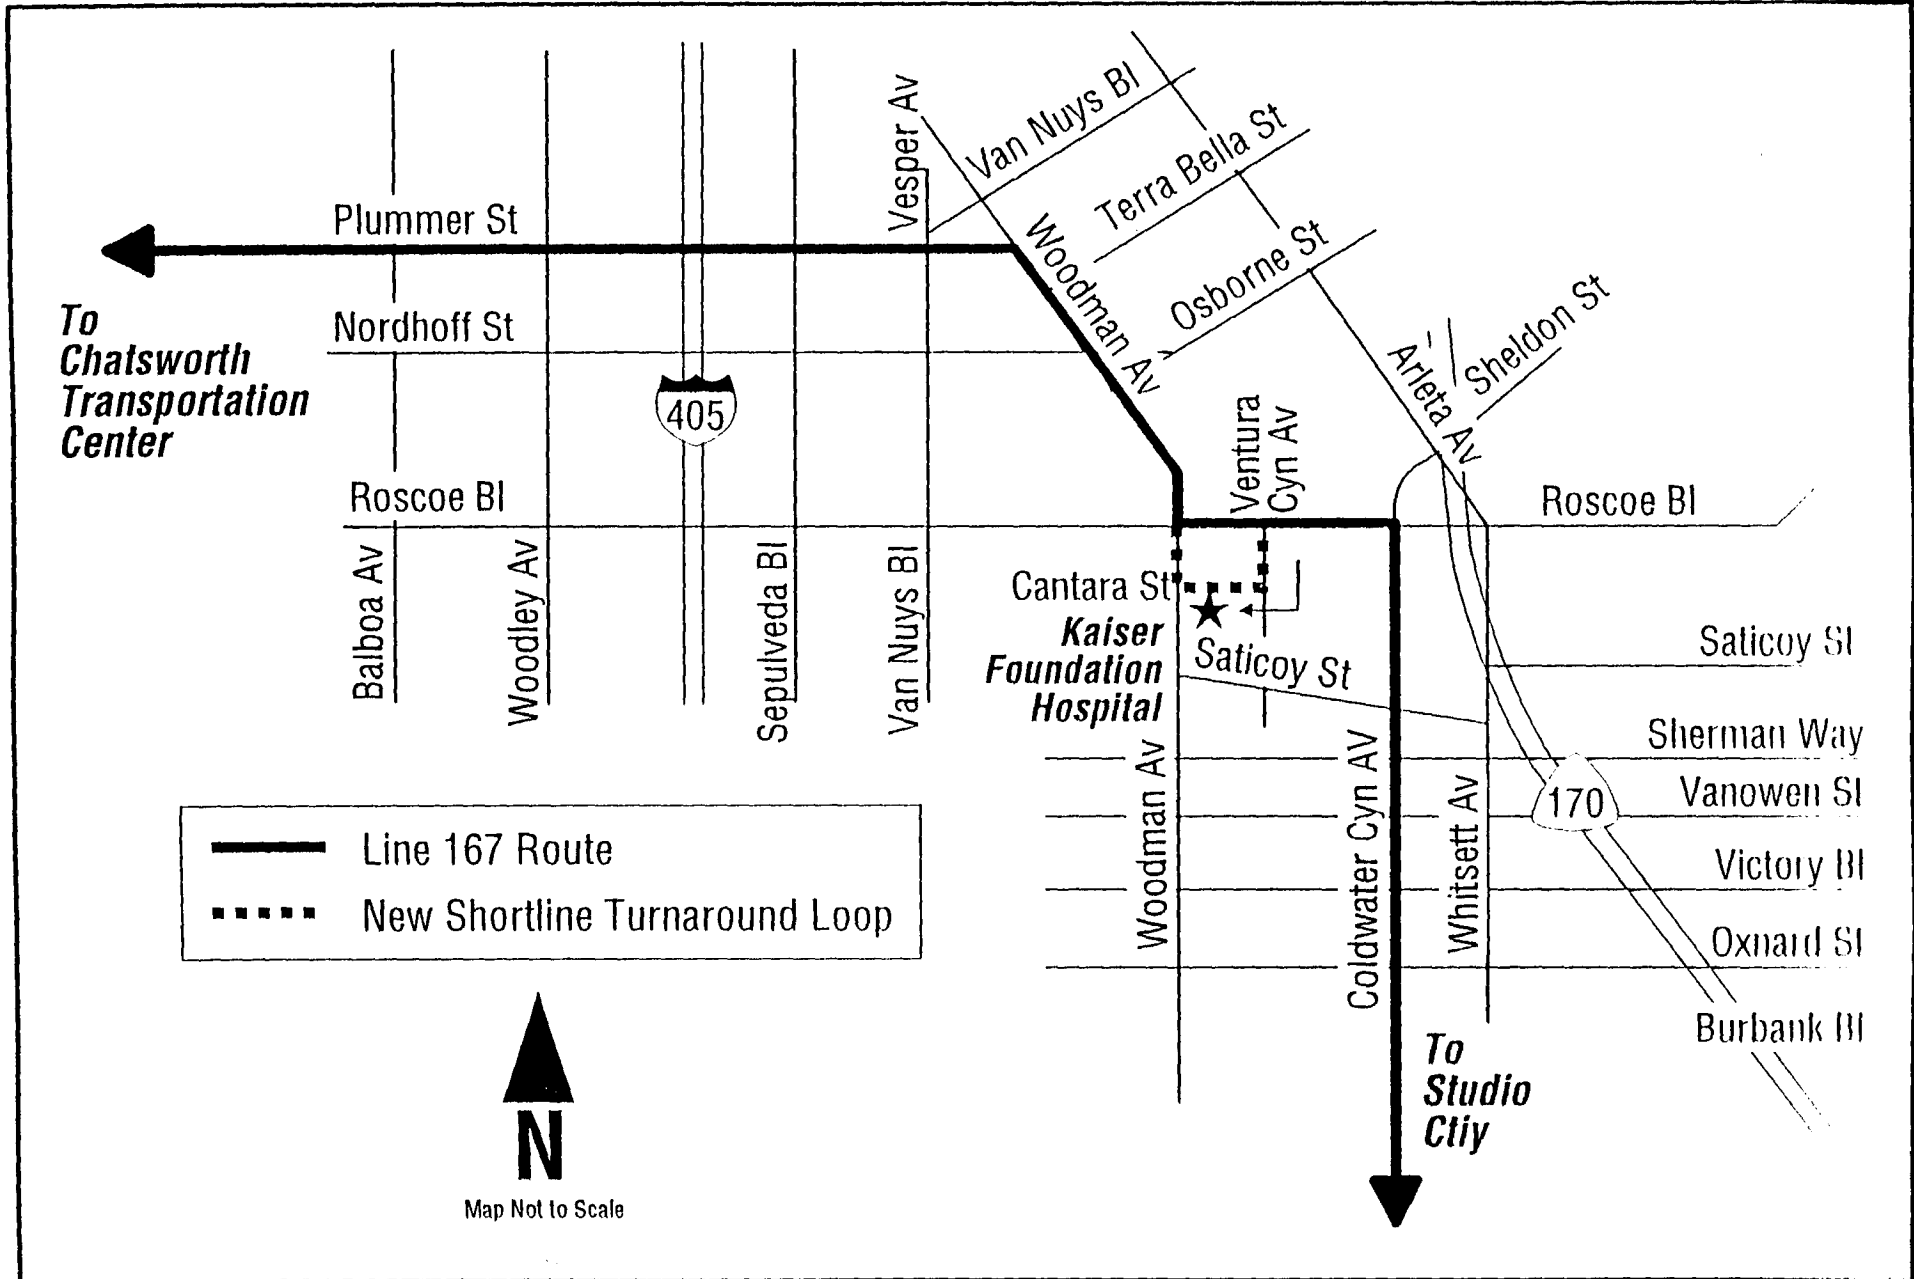 Vesper Av
Van Nuys Bl
Terra Bella St
Plummer St
Woodman Av
Osborne St
To
Chatsworth
Transportation
Center
Nordhoff St
405
Arleta Av
Sheldon St
Ventura
Cyn Av
Roscoe Bl
Roscoe Bl
Balboa Av
Woodley Av
Sepulveda Bl
Van Nuys Bl
Cantara St
Kaiser
Foundation
Hospital
Saticoy St
Saticoy St
Sherman Way
Woodman Av
Coldwater Cyn AV
Whitsett Av
170
Vanowen St
Victory Bl
Oxnard St
Burbank Bl
Line 167 Route
New Shortline Turnaround Loop
To
Studio
Ctiy
N
Map Not to Scale